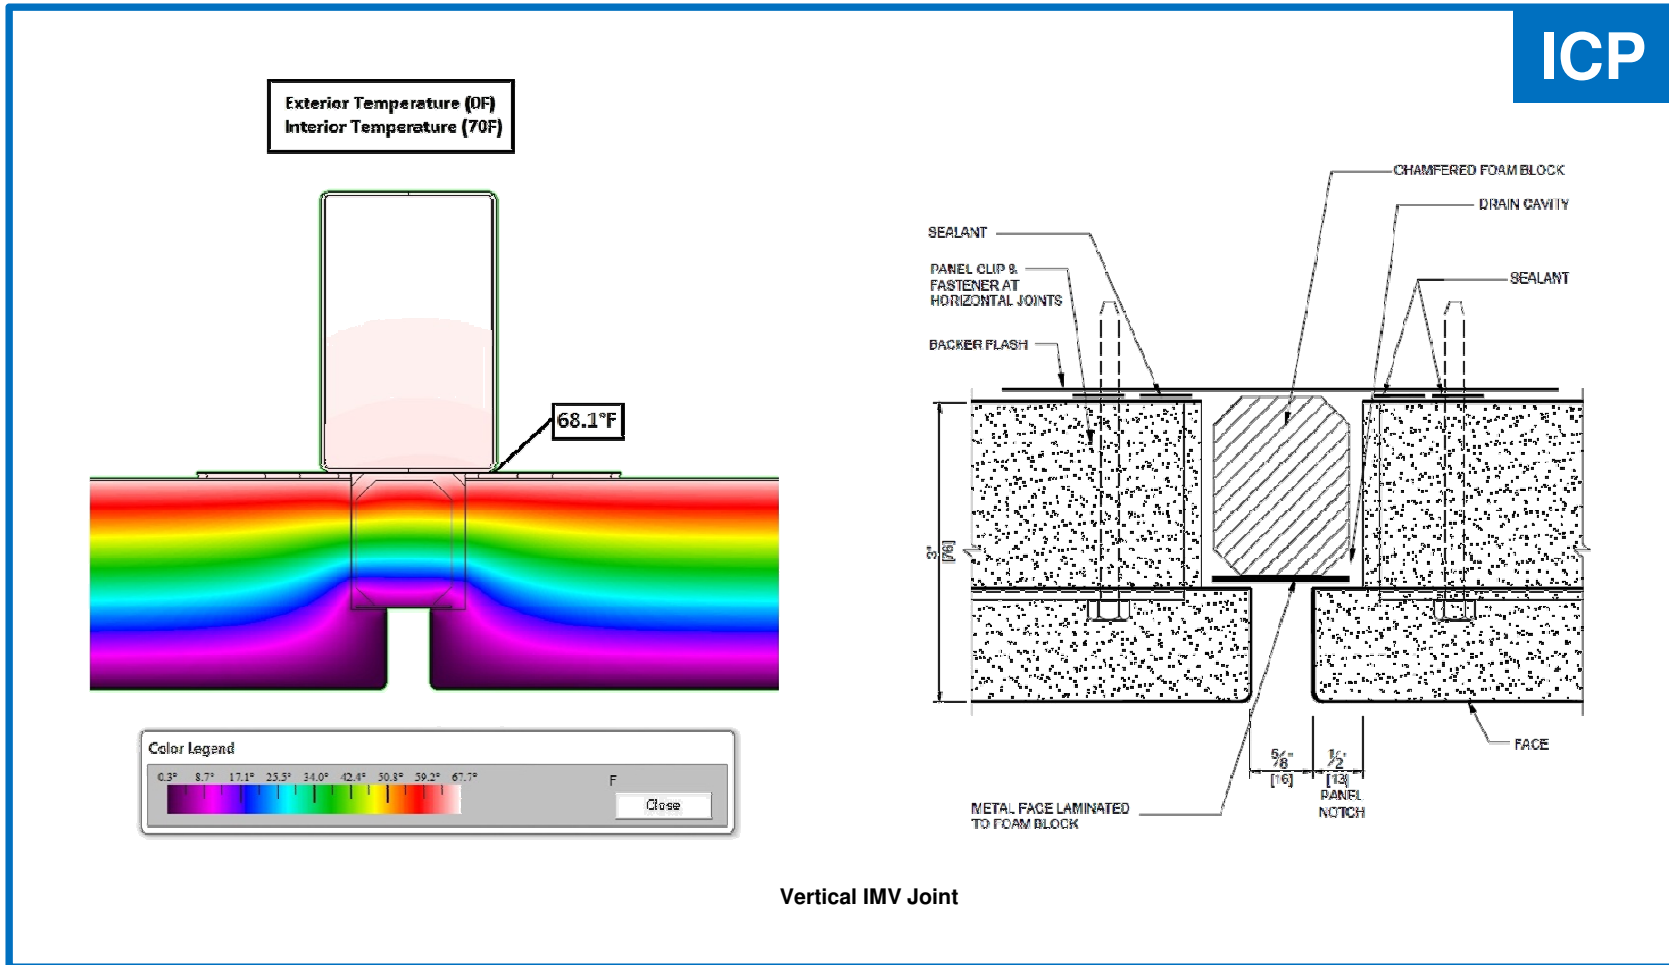 ICP
Exterior Temperature (0F)
Interior Temperature (70F)
68.1°F
Color Legend
0.3° 8.7° 17.1° 25.5° 34.0° 42.4° 50.8° 59.2° 67.7°
F
Close
CHAMFERED FOAM BLOCK
DRAIN CAVITY
SEALANT
PANEL CLIP &
FASTENER AT
HORIZONTAL JOINTS
SEALANT
BACKER FLASH
3"
[76]
5/8"
[16]
1/2"
[13]
PANEL
NOTCH
FACE
METAL FACE LAMINATED
TO FOAM BLOCK
Vertical IMV Joint